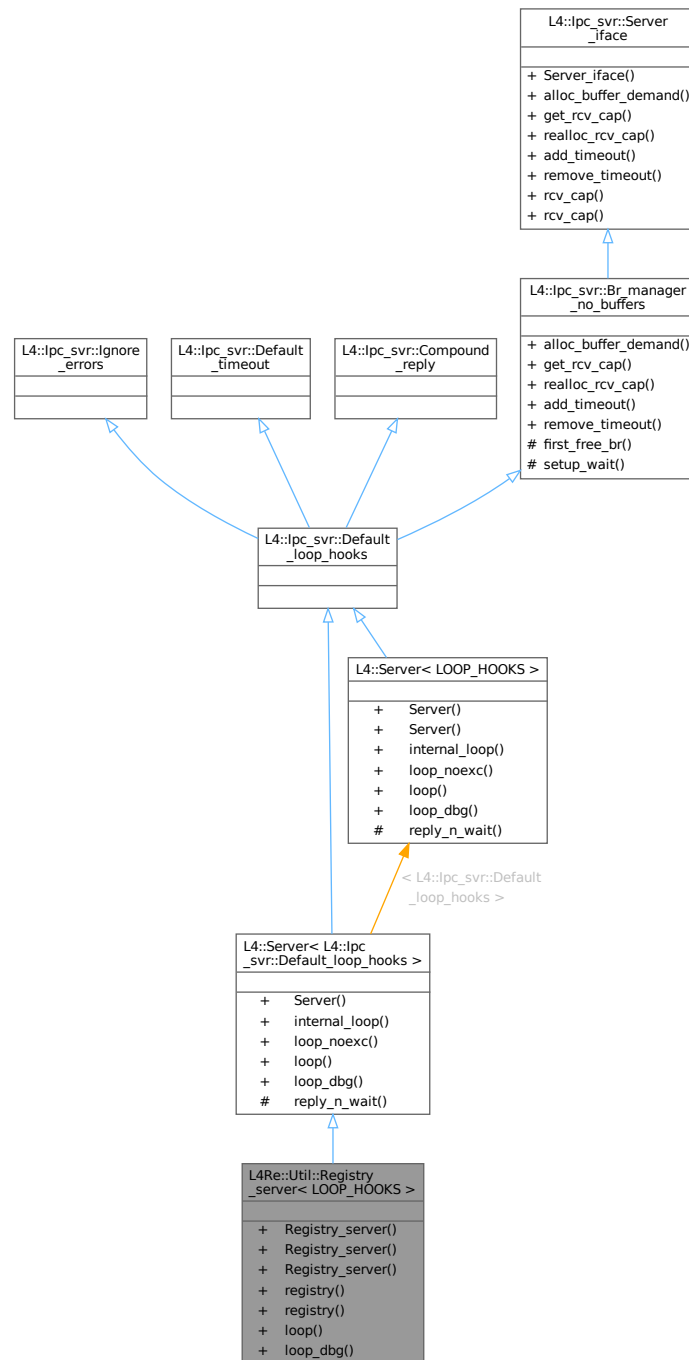 L4::Ipc_svr::Server
_iface
+ Server_iface()
+ alloc_buffer_demand()
+ get_rcv_cap()
+ realloc_rcv_cap()
+ add_timeout()
+ remove_timeout()
+ rcv_cap()
+ rcv_cap()
L4::Ipc_svr::Br_manager
_no_buffers
+ alloc_buffer_demand()
+ get_rcv_cap()
+ realloc_rcv_cap()
+ add_timeout()
+ remove_timeout()
# first_free_br()
# setup_wait()
L4::Ipc_svr::Ignore
_errors
L4::Ipc_svr::Default
_timeout
L4::Ipc_svr::Compound
_reply
L4::Ipc_svr::Default
_loop_hooks
L4::Server< LOOP_HOOKS >
+ Server()
+ Server()
+ internal_loop()
+ loop_noexc()
+ loop()
+ loop_dbg()
# reply_n_wait()
< L4::Ipc_svr::Default
_loop_hooks >
L4::Server< L4::Ipc
_svr::Default_loop_hooks >
+ Server()
+ internal_loop()
+ loop_noexc()
+ loop()
+ loop_dbg()
# reply_n_wait()
L4Re::Util::Registry
_server< LOOP_HOOKS >
+ Registry_server()
+ Registry_server()
+ Registry_server()
+ registry()
+ registry()
+ loop()
+ loop_dbg()